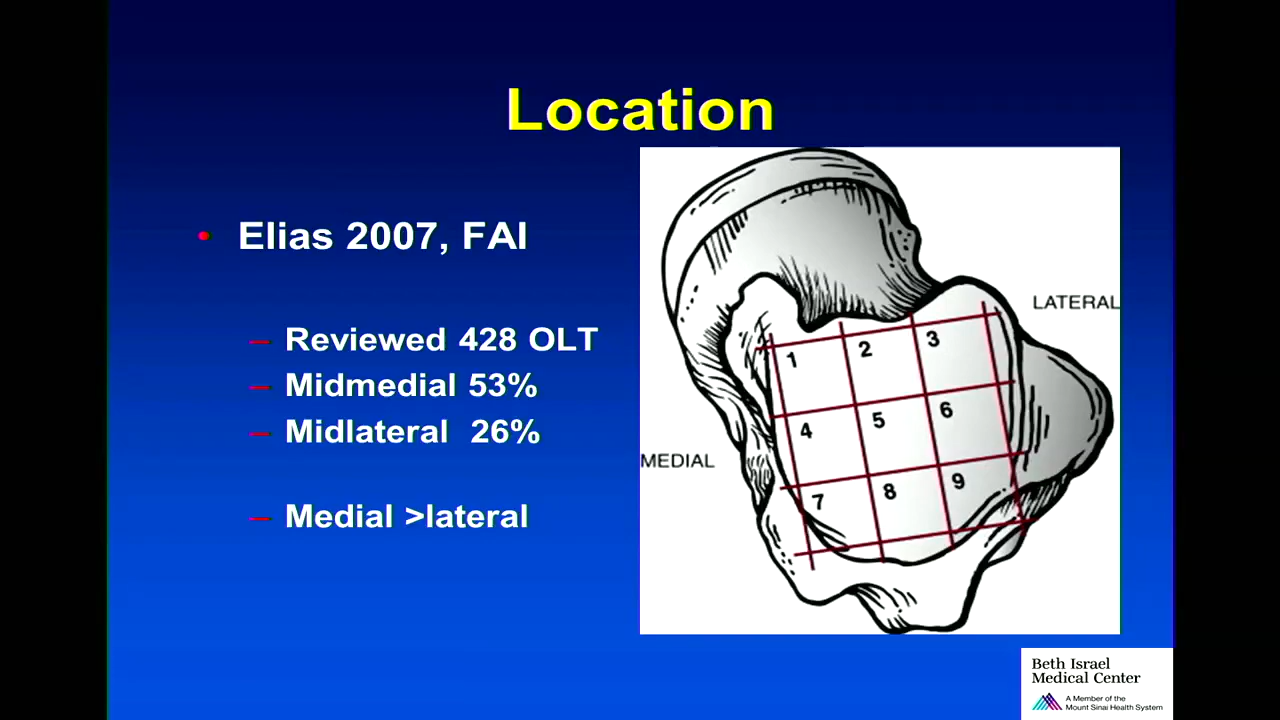 Location
• Elias 2007, FAI
– Reviewed 428 OLT
– Midmedial 53%
– Midlateral 26%
– Medial >lateral
LATERAL
MEDIAL
1 2 3
4 5 6
7 8 9
Beth Israel
Medical Center
A Member of the
Mount Sinai Health System